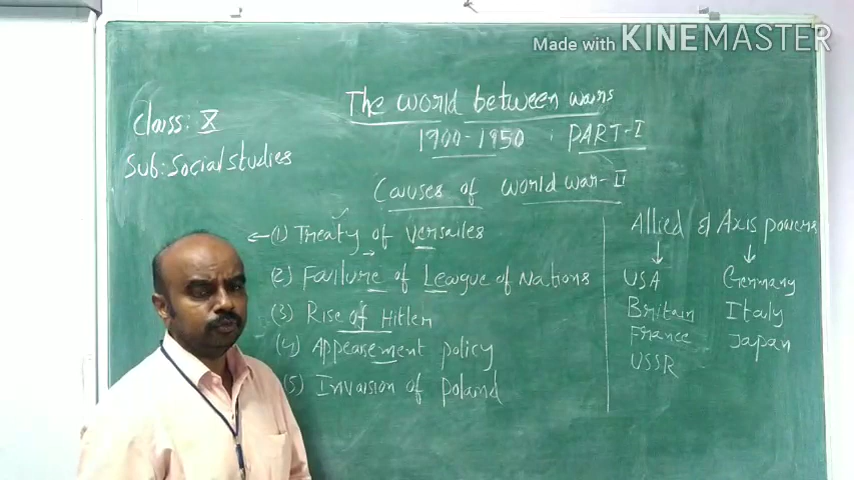 Made with KINEMASTER
The world between wars
Class: X
1900-1950 : PART-I
Sub: Social studies
Causes of world war-II
← (1) Treaty of Versailes
(2) Failure of League of Nations
(3) Rise of Hitler
(4) Appeasement policy
(5) Invaision of poland
Allied & Axis powers
↓ ↓
USA Germany
Britain Italy
France Japan
USSR